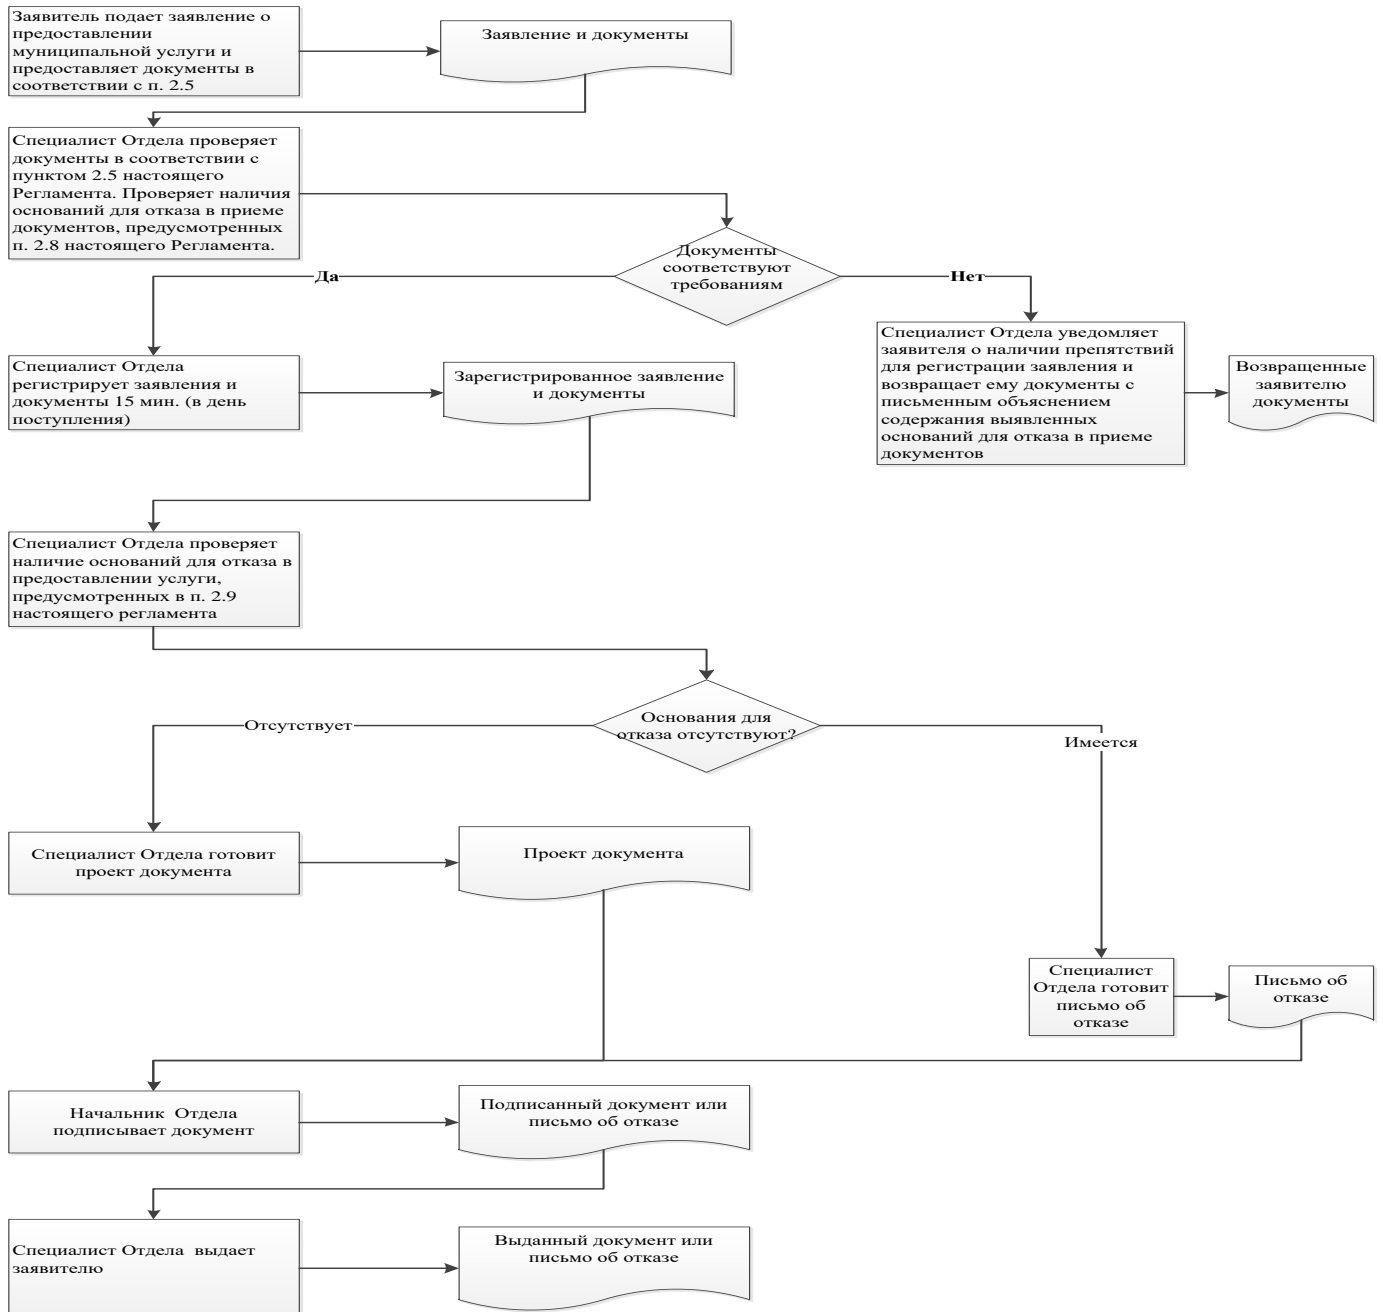 Заявитель подает заявление о
предоставлении
муниципальной услуги и
предоставляет документы в
соответствии с п. 2.5
Заявление и документы
Специалист Отдела проверяет
документы в соответствии с
пунктом 2.5 настоящего
Регламента. Проверяет наличия
оснований для отказа в приеме
документов, предусмотренных
п. 2.8 настоящего Регламента.
Документы
соответствуют
требованиям
Да
Нет
Специалист Отдела
регистрирует заявления и
документы 15 мин. (в день
поступления)
Зарегистрированное заявление
и документы
Специалист Отдела уведомляет
заявителя о наличии препятствий
для регистрации заявления и
возвращает ему документы с
письменным объяснением
содержания выявленных
оснований для отказа в приеме
документов
Возвращенные
заявителю
документы
Специалист Отдела проверяет
наличие оснований для отказа в
предоставлении услуги,
предусмотренных в п. 2.9
настоящего регламента
Основания для
отказа отсутствуют?
Отсутствует
Имеется
Специалист Отдела готовит
проект документа
Проект документа
Специалист
Отдела готовит
письмо об
отказе
Письмо об
отказе
Начальник Отдела
подписывает документ
Подписанный документ или
письмо об отказе
Специалист Отдела выдает
заявителю
Выданный документ или
письмо об отказе